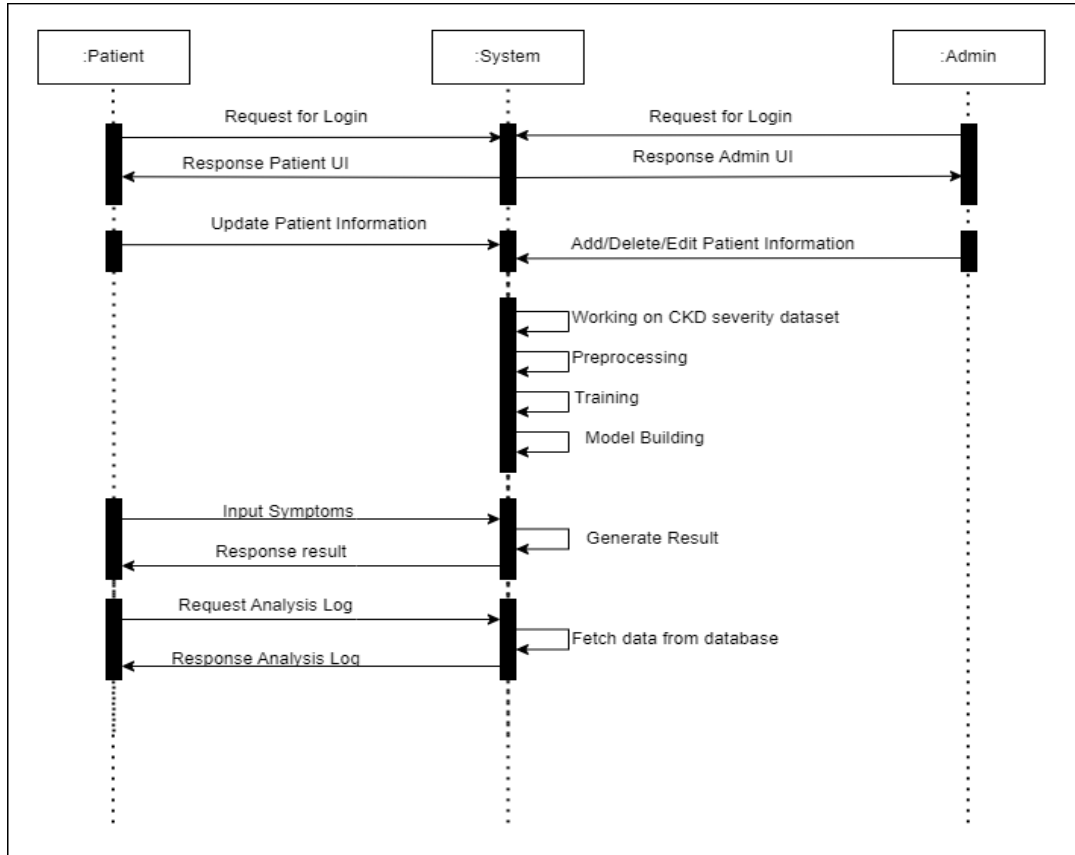 :Patient
:System
:Admin
Request for Login
Request for Login
Response Patient UI
Response Admin UI
Update Patient Information
Add/Delete/Edit Patient Information
Working on CKD severity dataset
Preprocessing
Training
Model Building
Input Symptoms
Generate Result
Response result
Request Analysis Log
Fetch data from database
Response Analysis Log